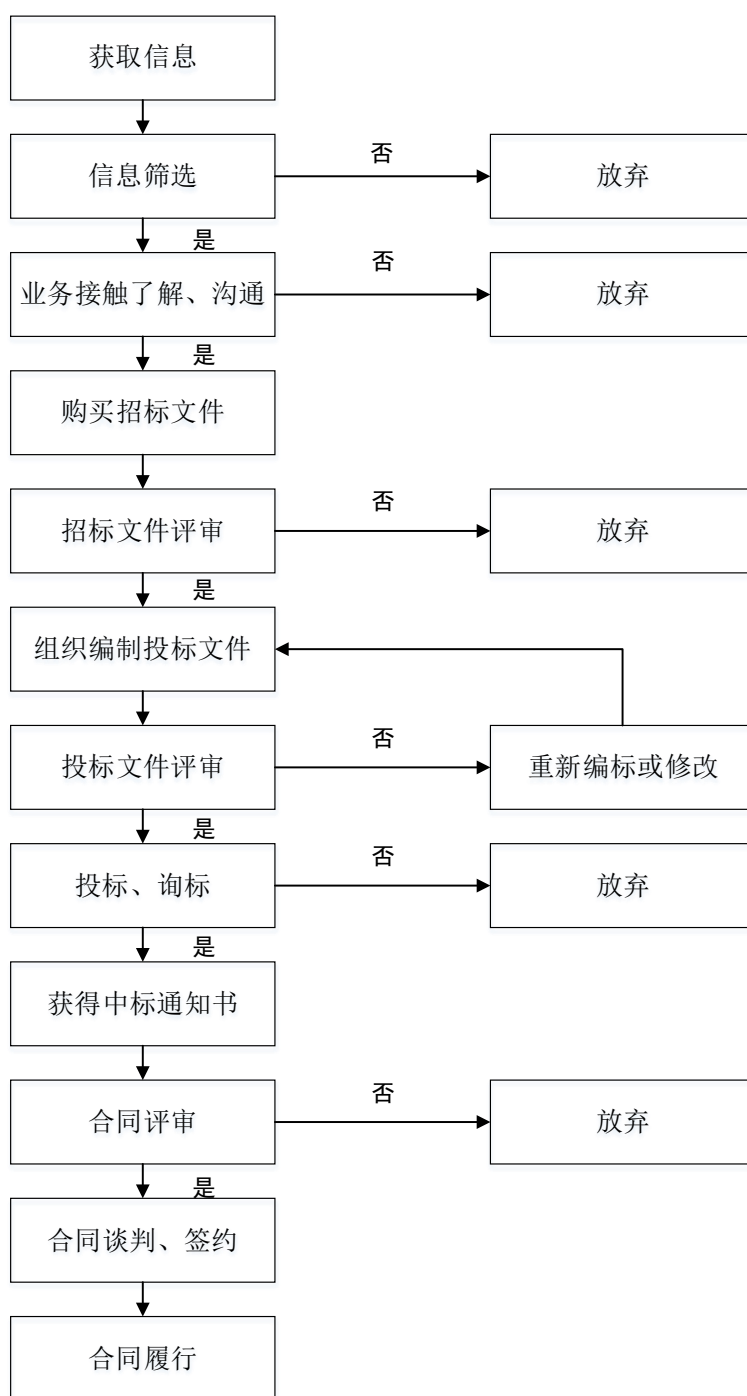 获取信息
信息筛选
否
放弃
是
业务接触了解、沟通
否
放弃
是
购买招标文件
招标文件评审
否
放弃
是
组织编制投标文件
投标文件评审
否
重新编标或修改
是
投标、询标
否
放弃
是
获得中标通知书
合同评审
否
放弃
是
合同谈判、签约
合同履行